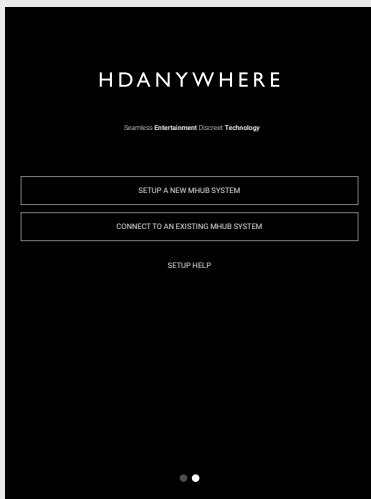 HDANYWHERE
Seamless Entertainment Discreet Technology
SETUP A NEW MHUB SYSTEM
CONNECT TO AN EXISTING MHUB SYSTEM
SETUP HELP